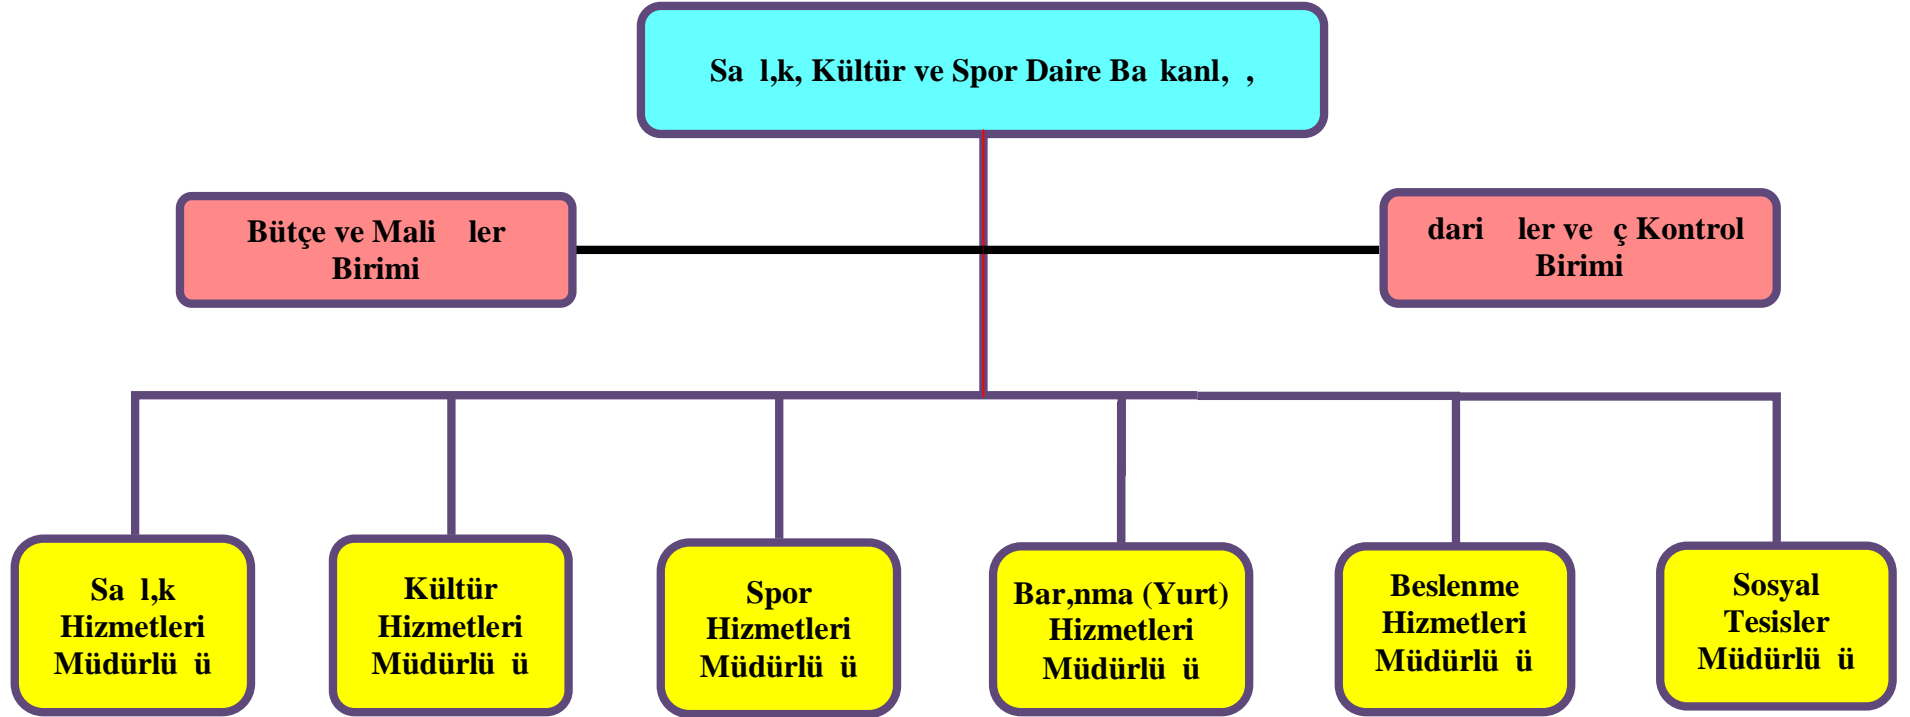 Sa l,k, Kültür ve Spor Daire Ba kanl, ,
Bütçe ve Mali ler
Birimi
dari ler ve ç Kontrol
Birimi
Sa l,k
Hizmetleri
Müdürlü ü
Kültür
Hizmetleri
Müdürlü ü
Spor
Hizmetleri
Müdürlü ü
Bar,nma (Yurt)
Hizmetleri
Müdürlü ü
Beslenme
Hizmetleri
Müdürlü ü
Sosyal
Tesisler
Müdürlü ü